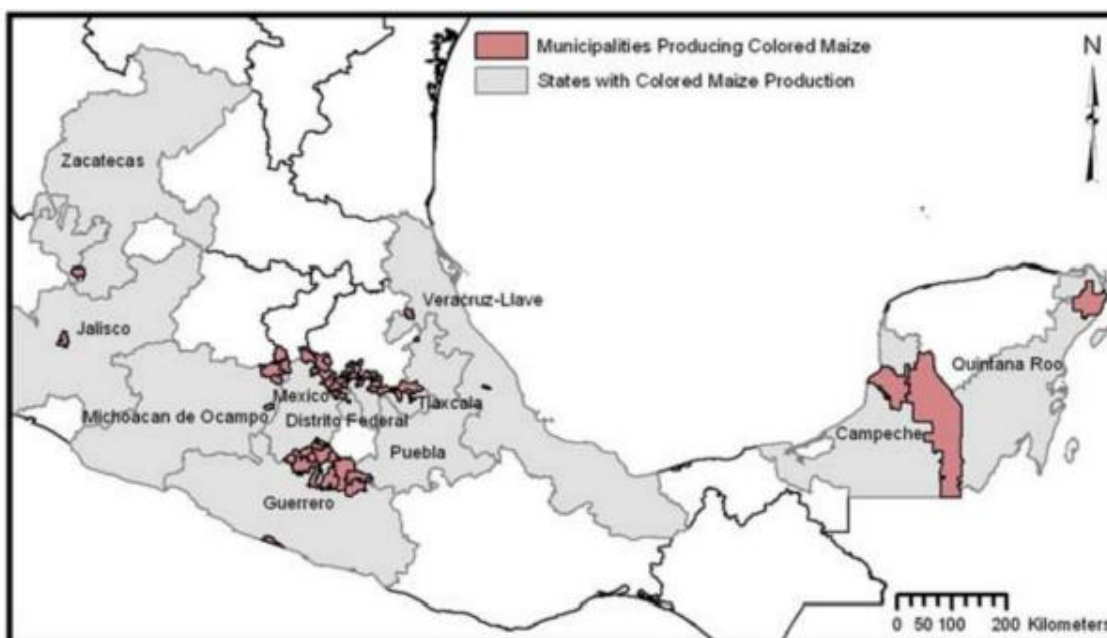 Municipalities Producing Colored Maize
N
States with Colored Maize Production
Zacatecas
Veracruz-Llave
Jalisco
Quintana Roo
Mexico
Tlaxcala
Michoacan de Ocampo
Distrito Federal
Campeche
Puebla
Guerrero
0 50 100 200 Kilometers